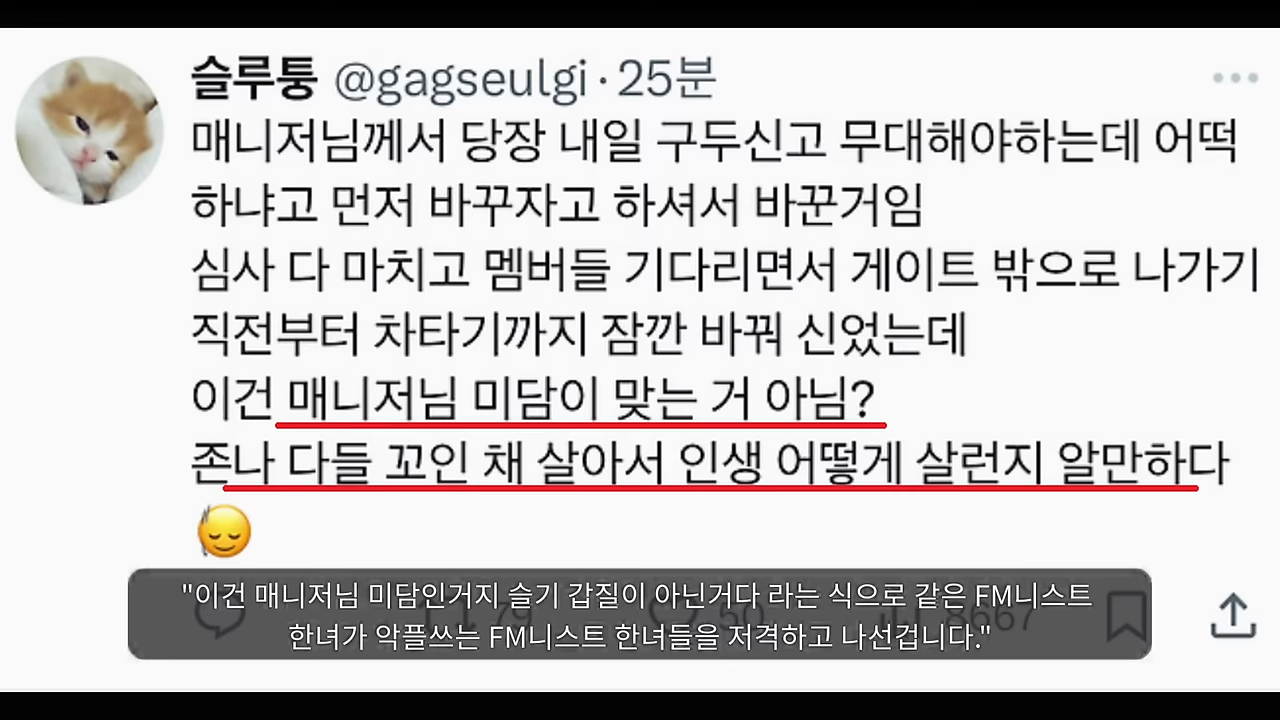 슬루퉁 @gagseulgi · 25분
매니저님께서 당장 내일 구두신고 무대해야하는데 어떡
하냐고 먼저 바꾸자고 하셔서 바꾼거임
심사 다 마치고 멤버들 기다리면서 게이트 밖으로 나가기
직전부터 차타기까지 잠깐 바꿔 신었는데
이건 매니저님 미담이 맞는 거 아님?
존나 다들 꼬인 채 살아서 인생 어떻게 살런지 알만하다
"이건 매니저님 미담인거지 슬기 갑질이 아닌거다 라는 식으로 같은 FM니스트
한녀가 악플쓰는 FM니스트 한녀들을 저격하고 나선겁니다."